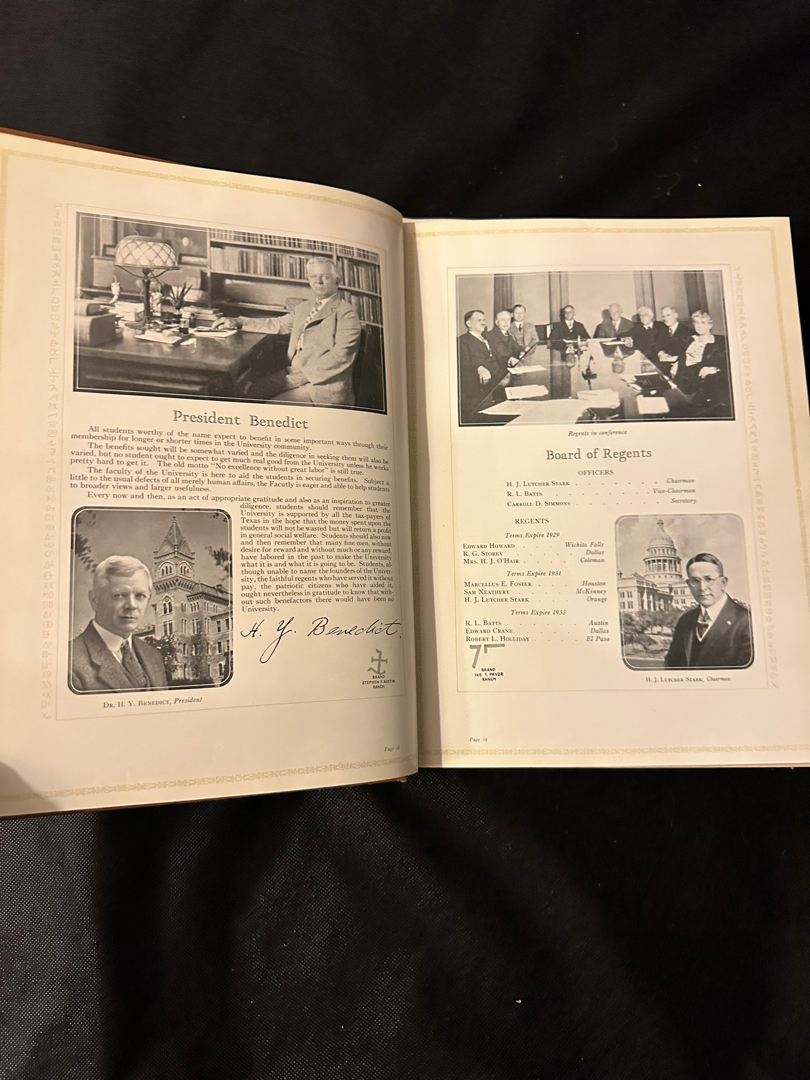 President Benedict
All students worthy of the name expect to benefit in some important ways through their
membership for longer or shorter times in the University community.
The benefits sought will be somewhat varied and the diligence in seeking them will also be
varied, but no student ought to expect to get much real good from the University unless he works
pretty hard to get it. The old motto "No excellence without great labor" is still true.
The faculty of the University is here to aid the students in securing benefits. Subject a
little to the usual defects of all merely human affairs, the Facutly is eager and able to help students
to broader views and larger usefulness.
Every now and then, as an act of appropriate gratitude and also as an inspiration to greater
diligence, students should remember that the
University is supported by all the tax-payers of
Texas in the hope that the money spent upon the
students will not be wasted but will return a profit
in general social welfare. Students should also now
and then remember that many fine men, without
desire for reward and without much or any reward,
have labored in the past to make the University
what it is and what it is going to be. Students, al-
though unable to name the founders of the Univer-
sity, the faithful regents who have served it without
pay, the patriotic citizens who have aided it,
ought nevertheless in gratitude to know that with-
out such benefactors there would have been no
University.
H. Y. Benedict.
BRAND
STEPHEN F. AUSTIN
RANCH
DR. H. Y. BENEDICT, President
Page
Regents in conference
Board of Regents
OFFICERS
H. J. LUTCHER STARK . . . . . . . . Chairman
R. L. BATTS . . . . . . . . Vice-Chairman
CARROLL D. SIMMONS . . . . . . . . Secretary
REGENTS
Terms Expire 1929
EDWARD HOWARD . Wichita Falls
R. G. STOREY . . . . Dallas
MRS. H. J. O'HAIR . . . Coleman
Terms Expire 1931
MARCELLUS E. FOSTER . . Houston
SAM NEATHERY . . . McKinney
H. J. LUTCHER STARK . . Orange
Terms Expire 1933
R. L. BATTS . . . . Austin
EDWARD CRANE . . . . Dallas
ROBERT L. HOLLIDAY . . El Paso
BRAND
IKE T. PRYOR
RANCH
H. J. LUTCHER STARK, Chairman
Page